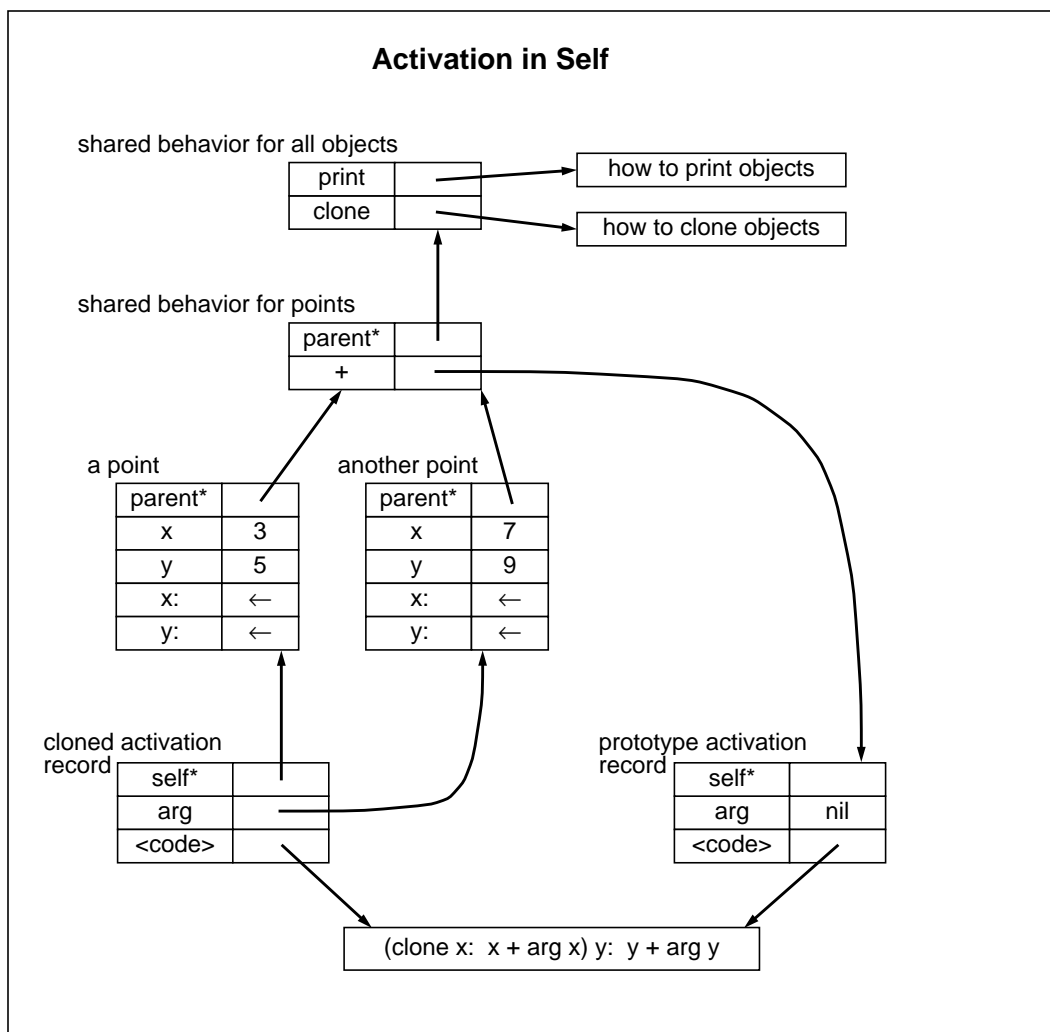 Activation in Self
shared behavior for all objects
print
how to print objects
clone
how to clone objects
shared behavior for points
parent*
+
a point
parent*
x 3
y 5
x: ←
y: ←
another point
parent*
x 7
y 9
x: ←
y: ←
cloned activation
record
self*
arg
<code>
prototype activation
record
self*
arg nil
<code>
(clone x: x + arg x) y: y + arg y